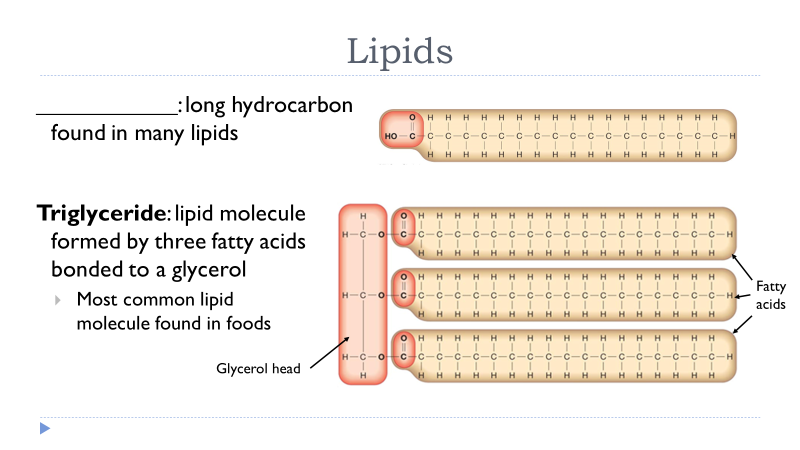 Lipids
____________: long hydrocarbon
found in many lipids
HO
O
C
H
Triglyceride: lipid molecule
formed by three fatty acids
bonded to a glycerol
Most common lipid
molecule found in foods
Glycerol head
Fatty
acids